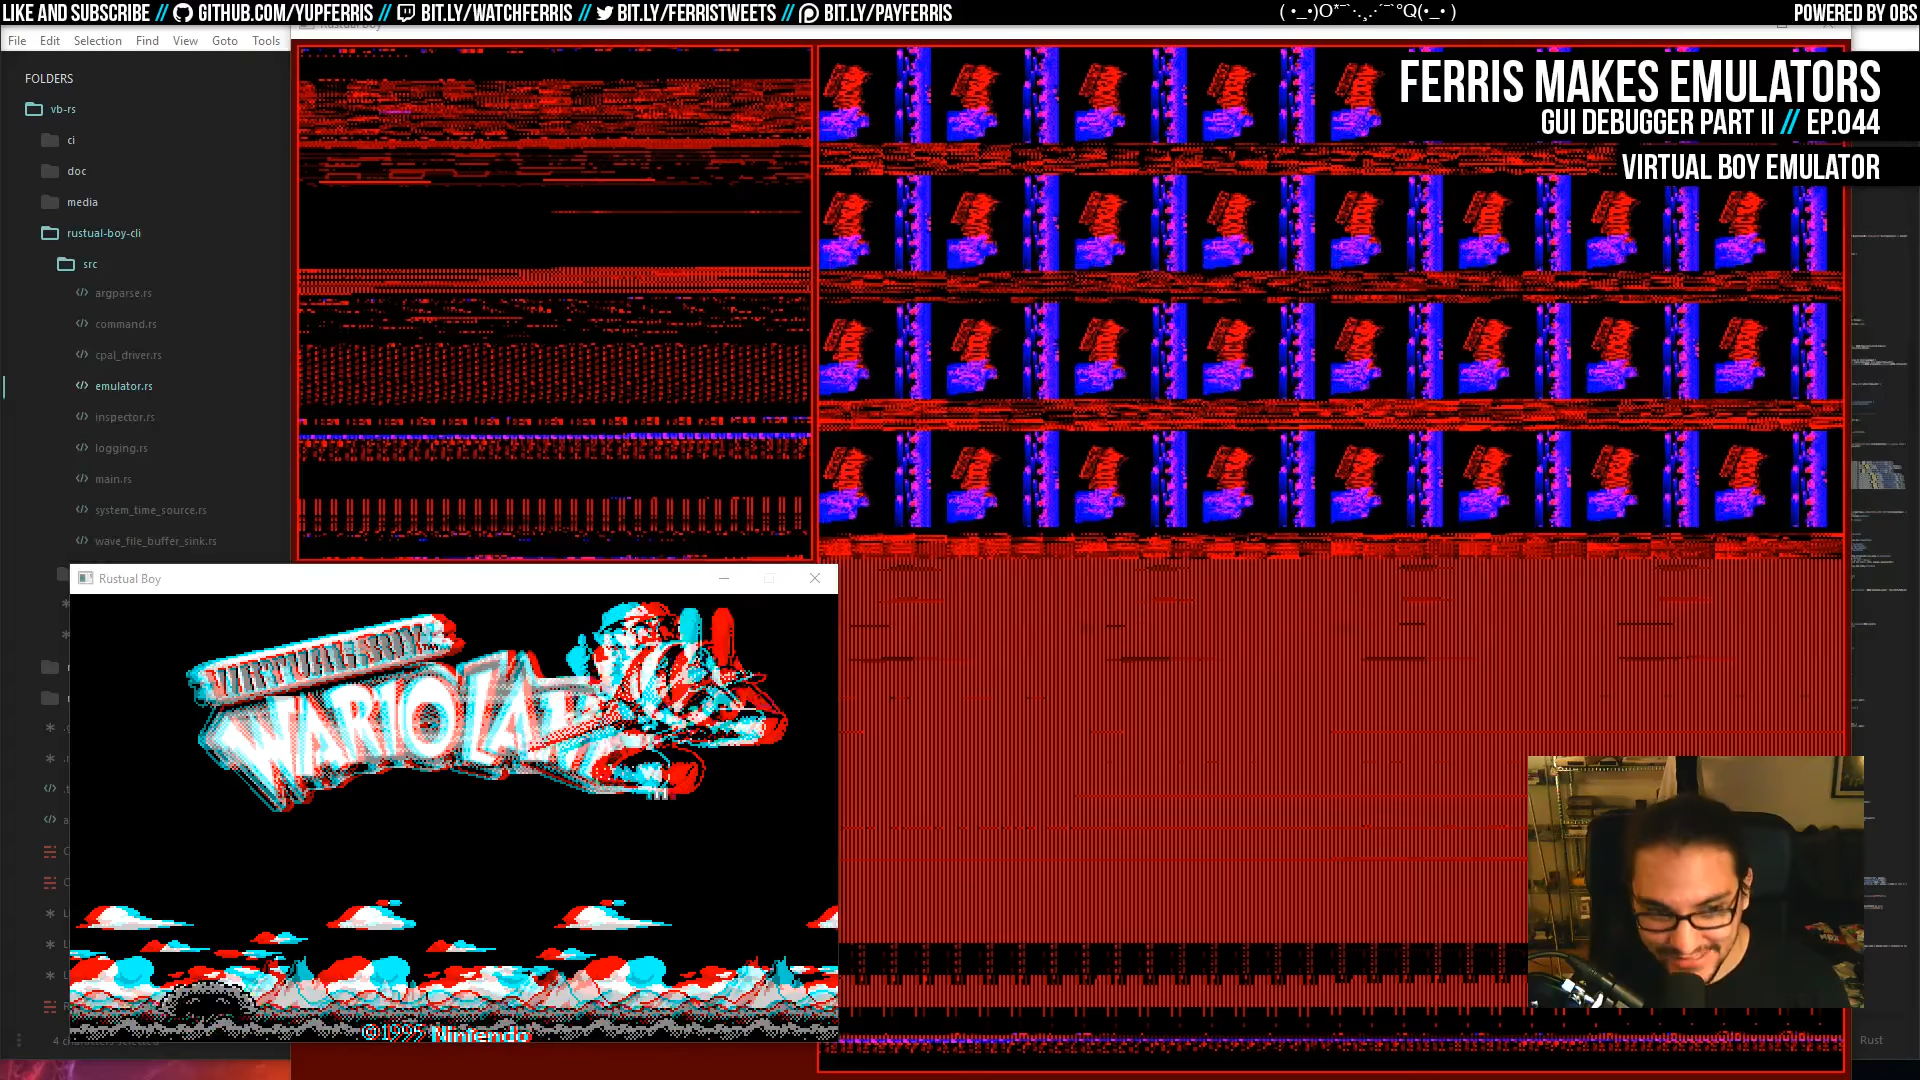 LIKE AND SUBSCRIBE // GITHUB.COM/YUPFERRIS // BIT.LY/WATCHFERRIS // BIT.LY/FERRISTWEETS // BIT.LY/PAYFERRIS
POWERED BY OBS
File Edit Selection Find View Goto Tools
FERRIS MAKES EMULATORS
GUI DEBUGGER PART II // EP.044
VIRTUAL BOY EMULATOR
FOLDERS
vb-rs
ci
doc
media
rustual-boy-cli
src
argparse.rs
command.rs
cpal_driver.rs
emulator.rs
inspector.rs
logging.rs
main.rs
system_time_source.rs
wave_file_buffer_sink.rs
Rustual Boy
VIRTUAL BOY
WARIO LAND
©1995 Nintendo
4 characters selected
Rust